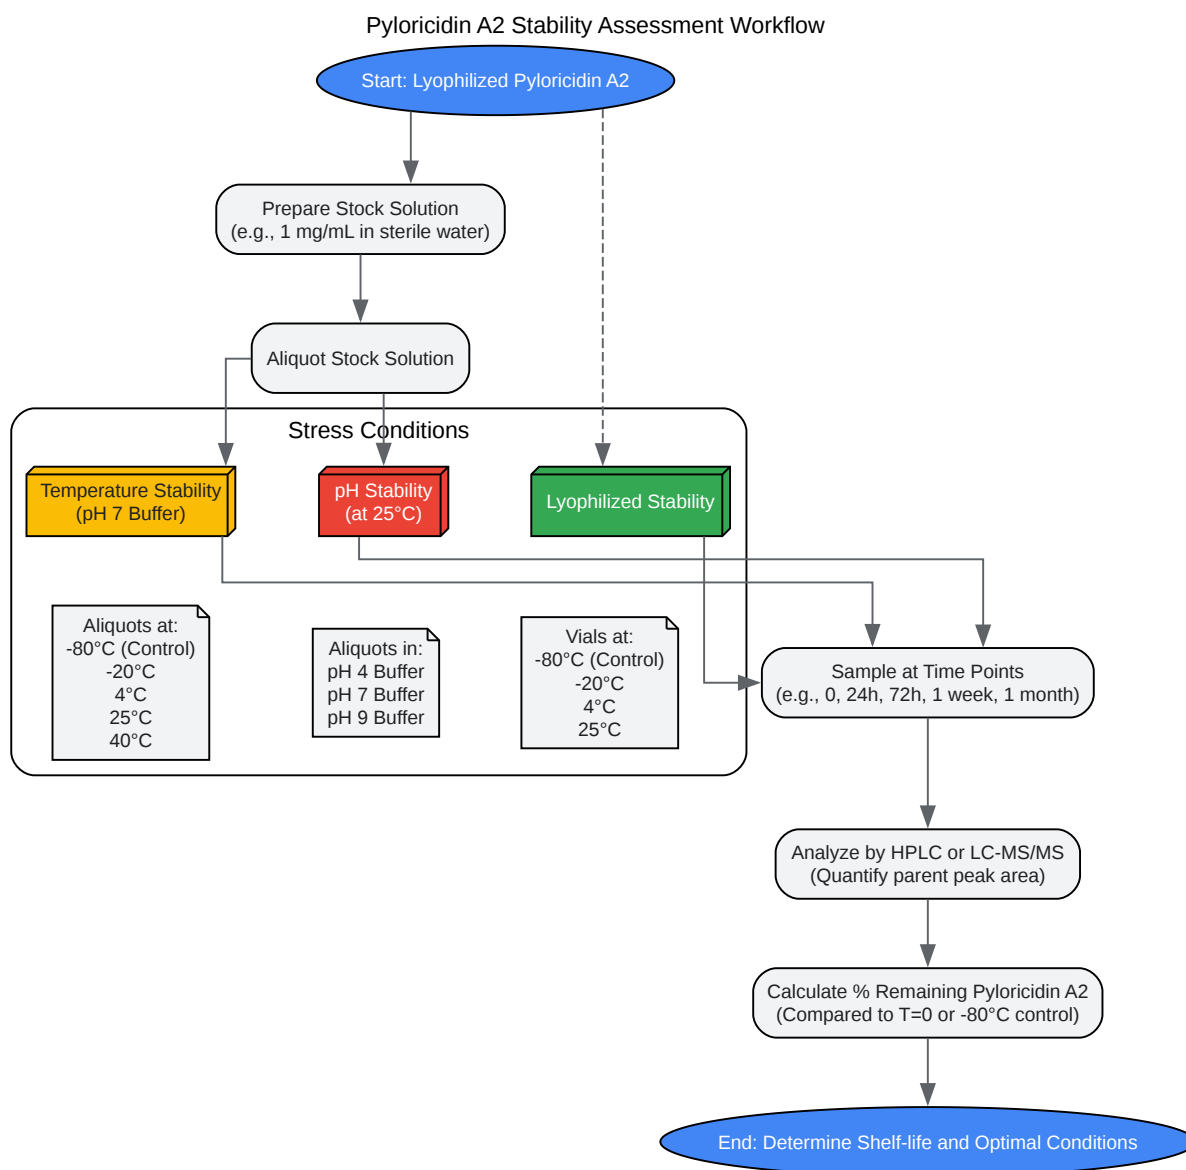 Pyloricidin A2 Stability Assessment Workflow
Start: Lyophilized Pyloricidin A2
Prepare Stock Solution
(e.g., 1 mg/mL in sterile water)
Aliquot Stock Solution
Stress Conditions
Temperature Stability
(pH 7 Buffer)
pH Stability
(at 25°C)
Lyophilized Stability
Aliquots at:
-80°C (Control)
-20°C
4°C
25°C
40°C
Aliquots in:
pH 4 Buffer
pH 7 Buffer
pH 9 Buffer
Vials at:
-80°C (Control)
-20°C
4°C
25°C
Sample at Time Points
(e.g., 0, 24h, 72h, 1 week, 1 month)
Analyze by HPLC or LC-MS/MS
(Quantify parent peak area)
Calculate % Remaining Pyloricidin A2
(Compared to T=0 or -80°C control)
End: Determine Shelf-life and Optimal Conditions